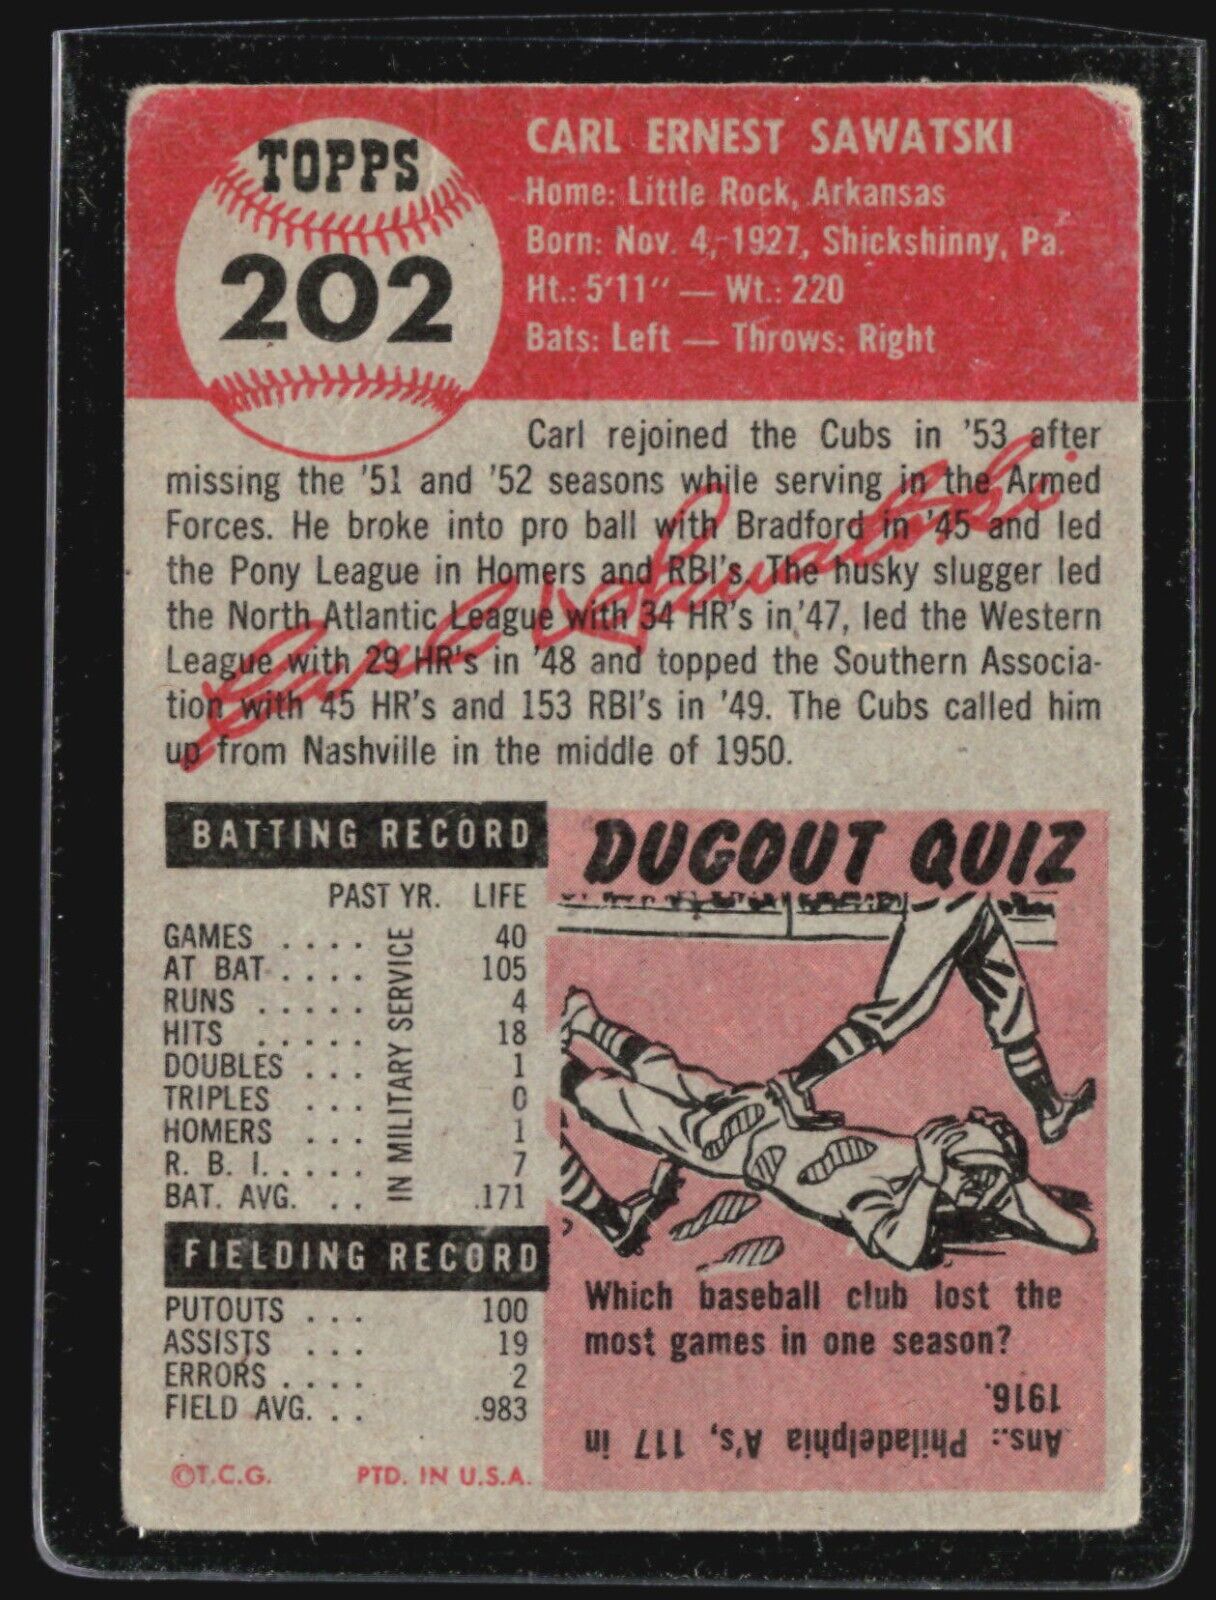 TOPPS
202
CARL ERNEST SAWATSKI
Home: Little Rock, Arkansas
Born: Nov. 4, 1927, Shickshinny, Pa.
Ht.: 5'11" — Wt.: 220
Bats: Left — Throws: Right
Carl rejoined the Cubs in '53 after
missing the '51 and '52 seasons while serving in the Armed
Forces. He broke into pro ball with Bradford in '45 and led
the Pony League in Homers and RBI's. The husky slugger led
the North Atlantic League with 34 HR's in '47, led the Western
League with 29 HR's in '48 and topped the Southern Associa-
tion with 45 HR's and 153 RBI's in '49. The Cubs called him
up from Nashville in the middle of 1950.
Carl Sawatski
BATTING RECORD
PAST YR. LIFE
GAMES .... 40
AT BAT .... 105
RUNS ..... 4
HITS ..... 18
DOUBLES ... 1
TRIPLES ... 0
HOMERS ... 1
R. B. I. .... 7
BAT. AVG. ... .171
IN MILITARY SERVICE
FIELDING RECORD
PUTOUTS ... 100
ASSISTS ... 19
ERRORS .... 2
FIELD AVG. ... .983
©T.C.G. PTD. IN U.S.A.
DUGOUT QUIZ
Which baseball club lost the
most games in one season?
Ans.: Philadelphia A's, 117 in
1916.